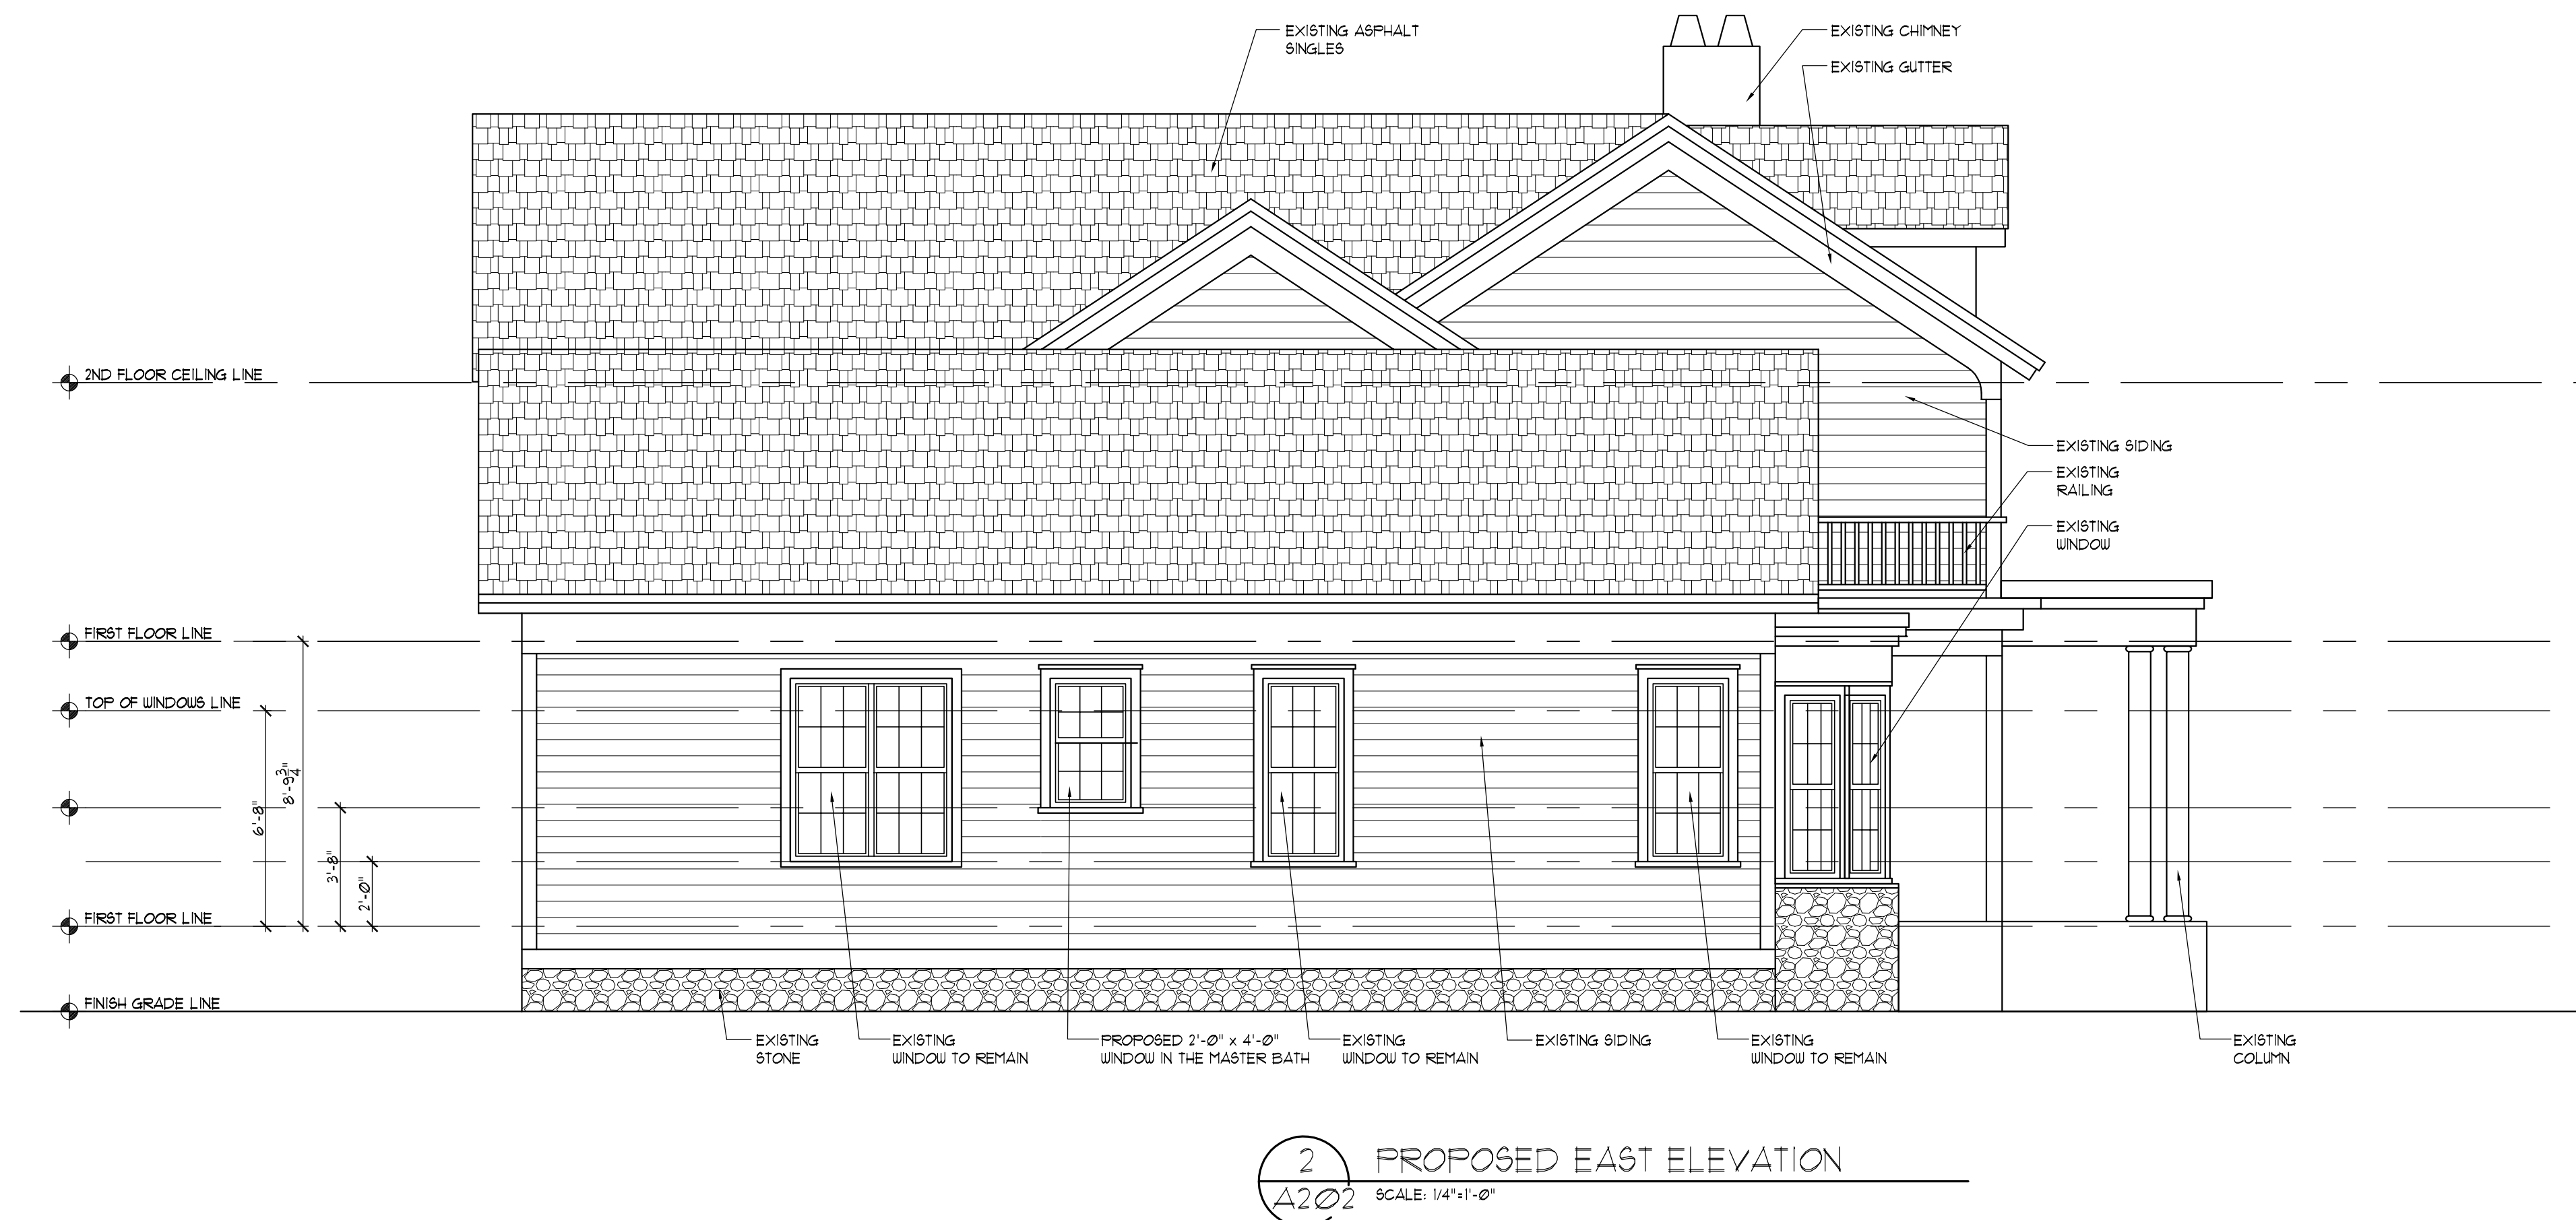 EXISTING ASPHALT
SINGLES
EXISTING CHIMNEY
EXISTING GUTTER
2ND FLOOR CEILING LINE
EXISTING SIDING
EXISTING
RAILING
EXISTING
WINDOW
FIRST FLOOR LINE
TOP OF WINDOWS LINE
8'-9 3/4"
6'-8"
3'-8"
2'-0"
FIRST FLOOR LINE
FINISH GRADE LINE
EXISTING
STONE
EXISTING
WINDOW TO REMAIN
PROPOSED 2'-0" x 4'-0"
WINDOW IN THE MASTER BATH
EXISTING
WINDOW TO REMAIN
EXISTING SIDING
EXISTING
WINDOW TO REMAIN
EXISTING
COLUMN
2
A202
PROPOSED EAST ELEVATION
SCALE: 1/4"=1'-0"